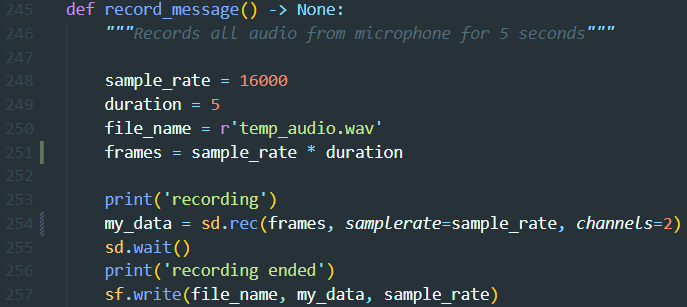 245 def record_message() -> None:
246 """Records all audio from microphone for 5 seconds"""
247
248 sample_rate = 16000
249 duration = 5
250 file_name = r'temp_audio.wav'
251 frames = sample_rate * duration
252
253 print('recording')
254 my_data = sd.rec(frames, samplerate=sample_rate, channels=2)
255 sd.wait()
256 print('recording ended')
257 sf.write(file_name, my_data, sample_rate)